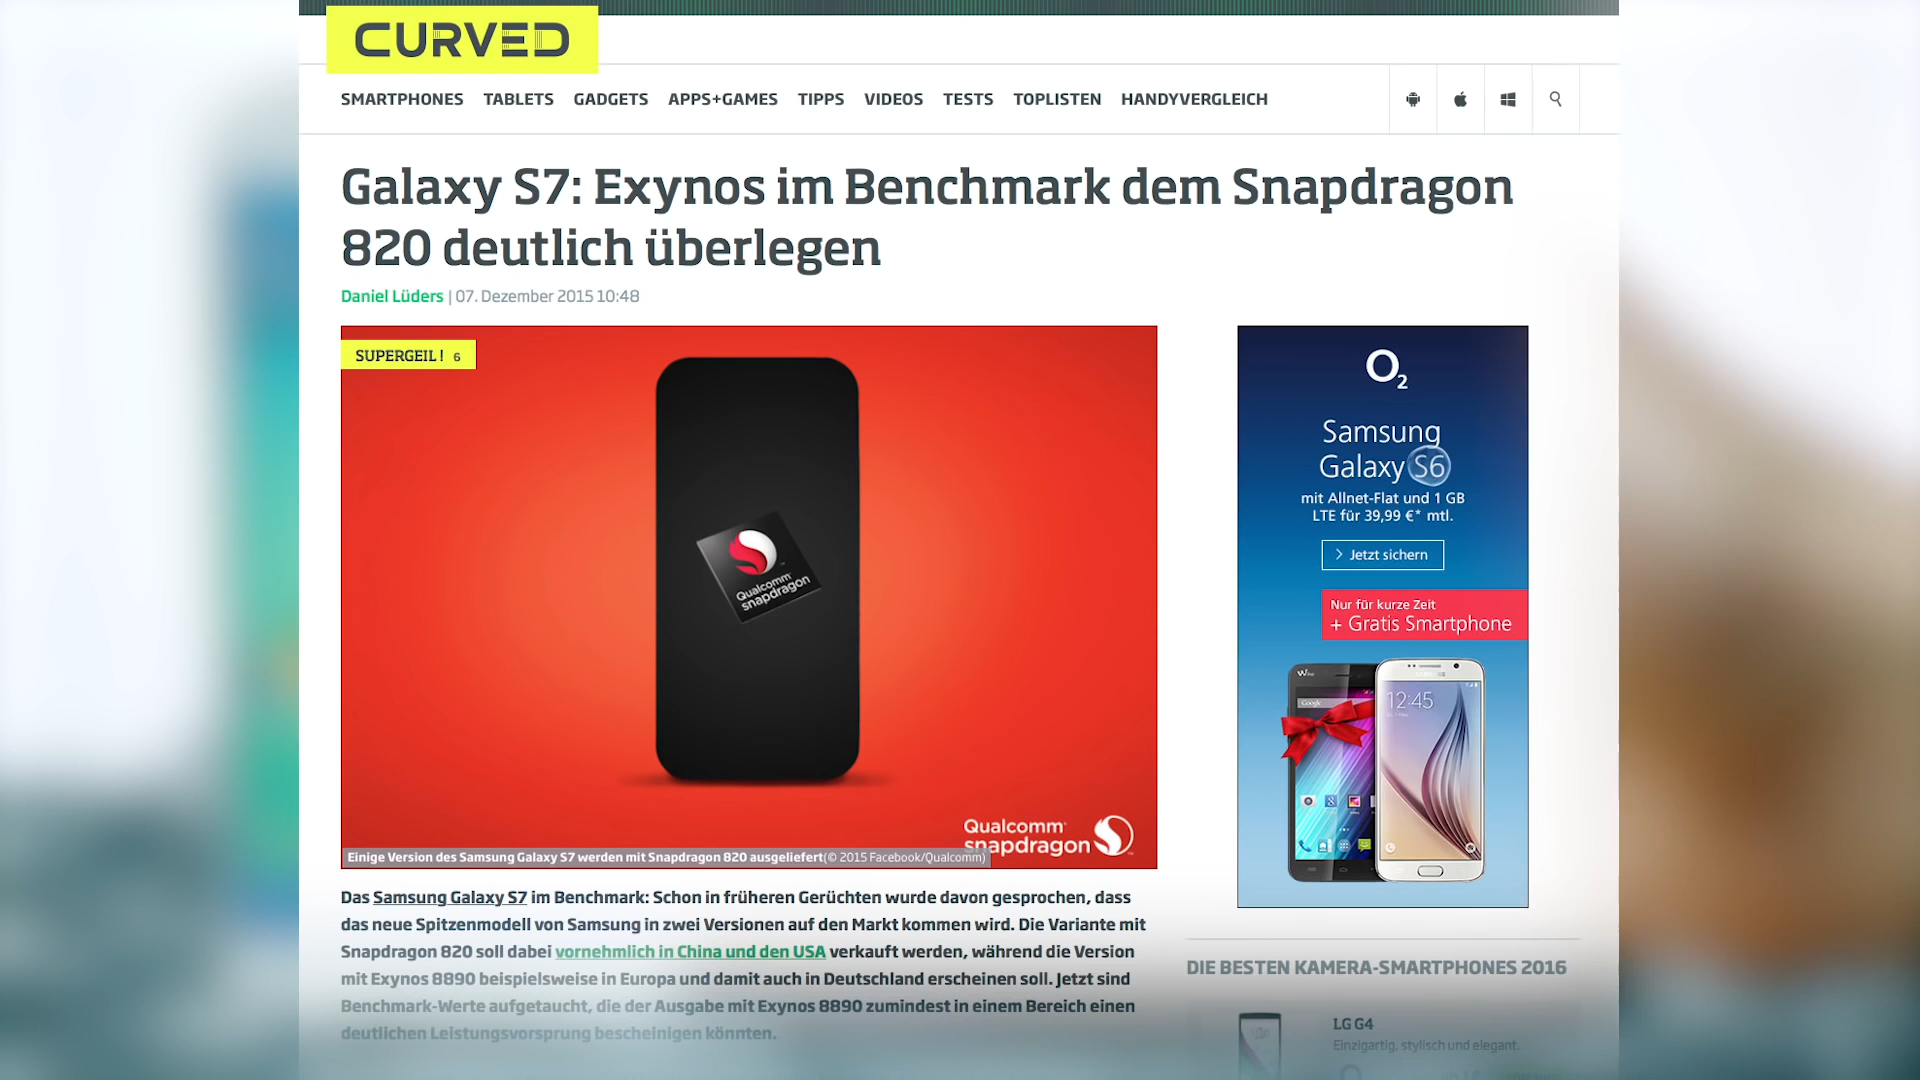 CURVED
SMARTPHONES TABLETS GADGETS APPS+GAMES TIPPS VIDEOS TESTS TOPLISTEN HANDYVERGLEICH
Galaxy S7: Exynos im Benchmark dem Snapdragon
820 deutlich überlegen
Daniel Lüders | 07. Dezember 2015 10:48
SUPERGEIL! 6
Qualcomm
snapdragon
Qualcomm
snapdragon
Einige Version des Samsung Galaxy S7 werden mit Snapdragon 820 ausgeliefert(© 2015 Facebook/Qualcomm)
Das Samsung Galaxy S7 im Benchmark: Schon in früheren Gerüchten wurde davon gesprochen, dass
das neue Spitzenmodell von Samsung in zwei Versionen auf den Markt kommen wird. Die Variante mit
Snapdragon 820 soll dabei vornehmlich in China und den USA verkauft werden, während die Version
mit Exynos 8890 beispielsweise in Europa und damit auch in Deutschland erscheinen soll. Jetzt sind
Benchmark-Werte aufgetaucht, die der Ausgabe mit Exynos 8890 zumindest in einem Bereich einen
deutlichen Leistungsvorsprung bescheinigen könnten.
O2
Samsung
Galaxy S6
mit Allnet-Flat und 1 GB
LTE für 39,99 €* mtl.
> Jetzt sichern
Nur für kurze Zeit
+ Gratis Smartphone
Google
12:45
DIE BESTEN KAMERA-SMARTPHONES 2016
LG G4
Einzigartig, stylisch und elegant.